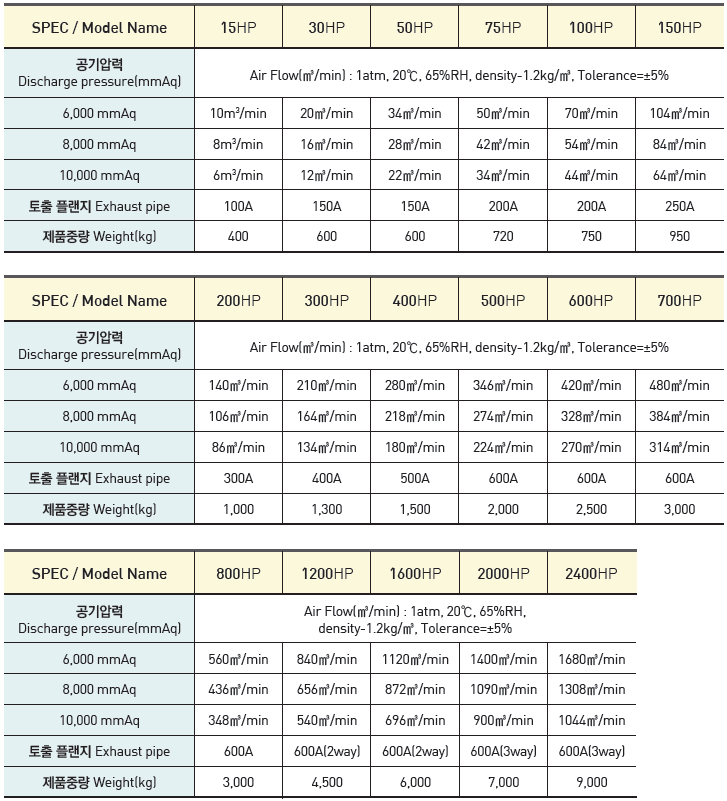 SPEC / Model Name 15HP 30HP 50HP 75HP 100HP 150HP
공기압력
Discharge pressure(mmAq)
Air Flow(㎥/min) : 1atm, 20℃, 65%RH, density-1.2kg/㎥, Tolerance=±5%
6,000 mmAq 10m³/min 20㎥/min 34㎥/min 50㎥/min 70㎥/min 104㎥/min
8,000 mmAq 8m³/min 16㎥/min 28㎥/min 42㎥/min 54㎥/min 84㎥/min
10,000 mmAq 6m³/min 12㎥/min 22㎥/min 34㎥/min 44㎥/min 64㎥/min
토출 플랜지 Exhaust pipe 100A 150A 150A 200A 200A 250A
제품중량 Weight(kg) 400 600 600 720 750 950
SPEC / Model Name 200HP 300HP 400HP 500HP 600HP 700HP
공기압력
Discharge pressure(mmAq)
Air Flow(㎥/min) : 1atm, 20℃, 65%RH, density-1.2kg/㎥, Tolerance=±5%
6,000 mmAq 140㎥/min 210㎥/min 280㎥/min 346㎥/min 420㎥/min 480㎥/min
8,000 mmAq 106㎥/min 164㎥/min 218㎥/min 274㎥/min 328㎥/min 384㎥/min
10,000 mmAq 86㎥/min 134㎥/min 180㎥/min 224㎥/min 270㎥/min 314㎥/min
토출 플랜지 Exhaust pipe 300A 400A 500A 600A 600A 600A
제품중량 Weight(kg) 1,000 1,300 1,500 2,000 2,500 3,000
SPEC / Model Name 800HP 1200HP 1600HP 2000HP 2400HP
공기압력
Discharge pressure(mmAq)
Air Flow(㎥/min) : 1atm, 20℃, 65%RH,
density-1.2kg/㎥, Tolerance=±5%
6,000 mmAq 560㎥/min 840㎥/min 1120㎥/min 1400㎥/min 1680㎥/min
8,000 mmAq 436㎥/min 656㎥/min 872㎥/min 1090㎥/min 1308㎥/min
10,000 mmAq 348㎥/min 540㎥/min 696㎥/min 900㎥/min 1044㎥/min
토출 플랜지 Exhaust pipe 600A 600A(2way) 600A(2way) 600A(3way) 600A(3way)
제품중량 Weight(kg) 3,000 4,500 6,000 7,000 9,000